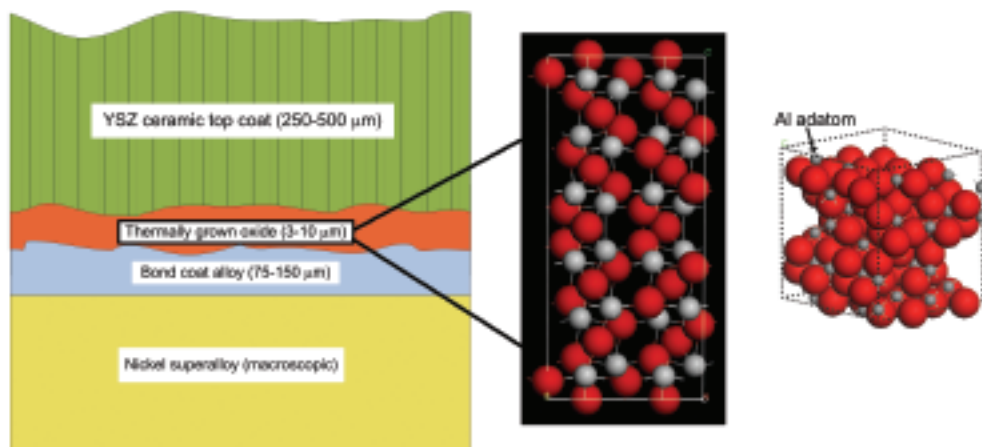 YSZ ceramic top coat (250-500 μm)
Thermally grown oxide (3-10 μm)
Bond coat alloy (75-150 μm)
Nickel superalloy (macroscopic)
Al adatom